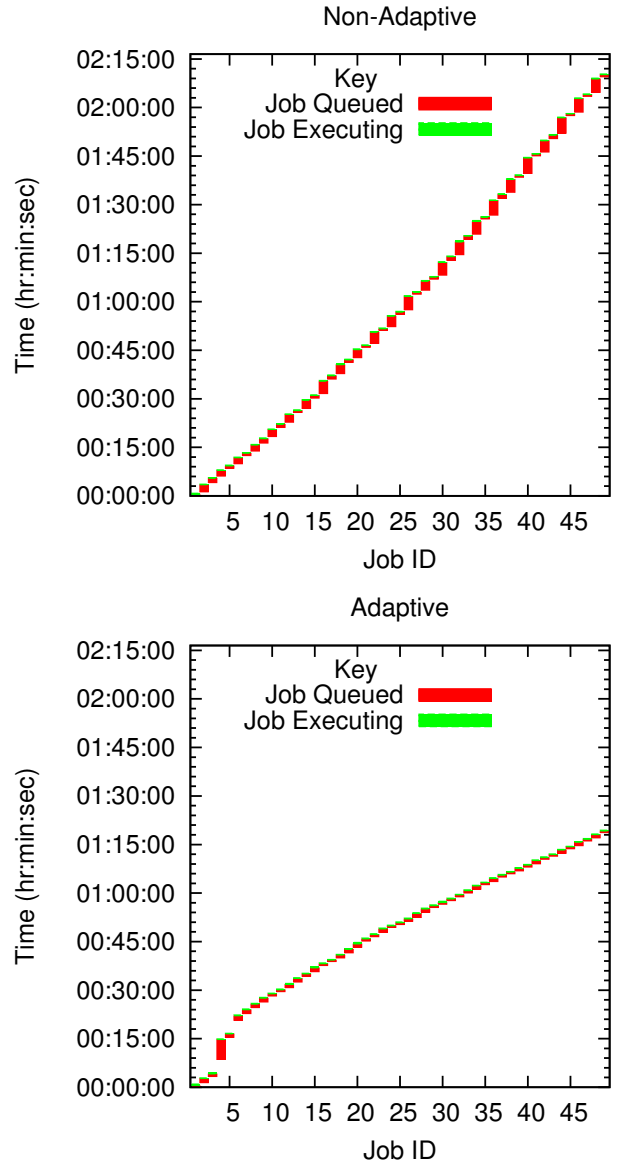 Non-Adaptive
Time (hr:min:sec)
02:15:00
02:00:00
01:45:00
01:30:00
01:15:00
01:00:00
00:45:00
00:30:00
00:15:00
00:00:00
Key
Job Queued
Job Executing
5 10 15 20 25 30 35 40 45
Job ID
Adaptive
Time (hr:min:sec)
02:15:00
02:00:00
01:45:00
01:30:00
01:15:00
01:00:00
00:45:00
00:30:00
00:15:00
00:00:00
Key
Job Queued
Job Executing
5 10 15 20 25 30 35 40 45
Job ID